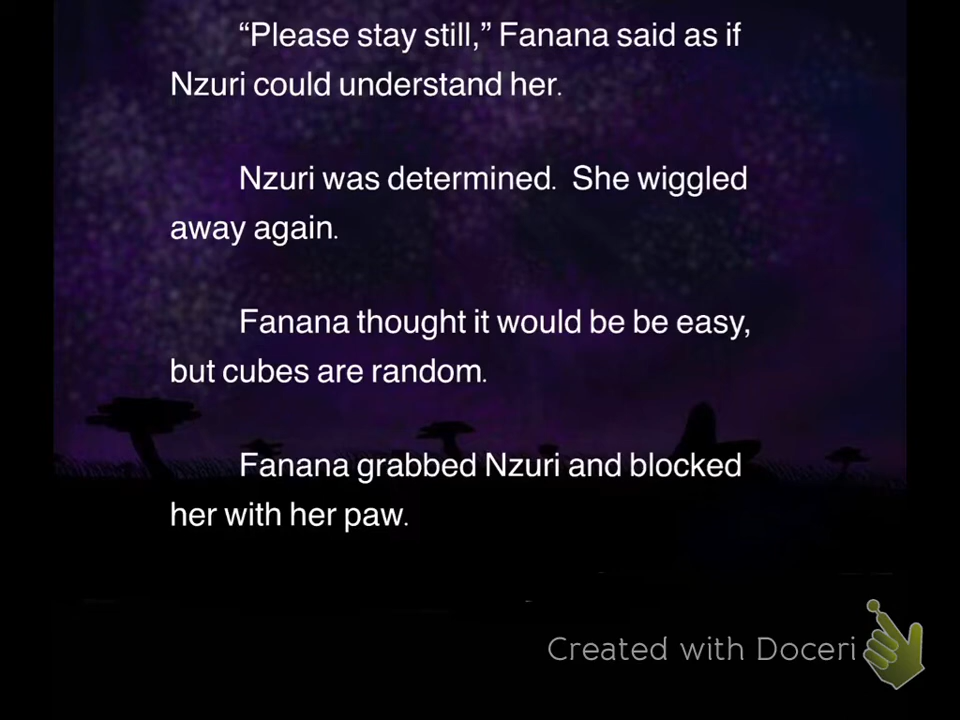 “Please stay still,” Fanana said as if
Nzuri could understand her.
Nzuri was determined.  She wiggled
away again.
Fanana thought it would be be easy,
but cubes are random.
Fanana grabbed Nzuri and blocked
her with her paw.
Created with Doceri